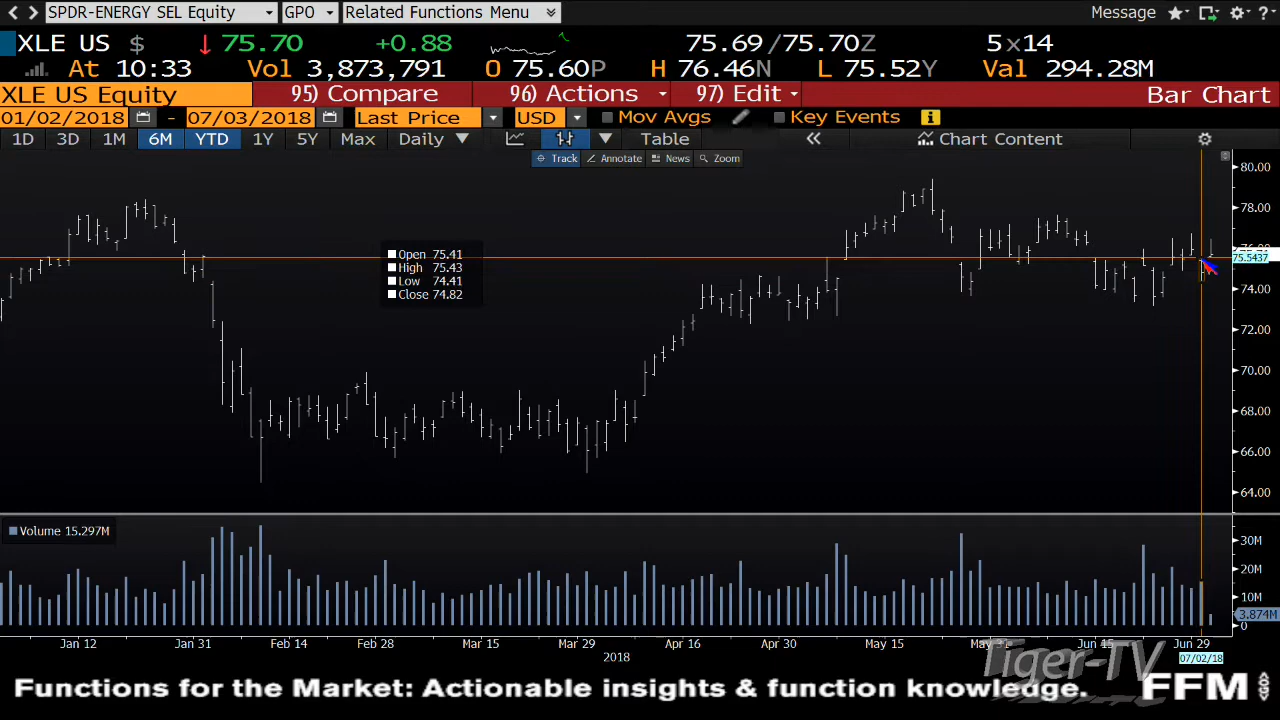 SPDR-ENERGY SEL Equity GPO Related Functions Menu Message ?
XLE US $ 75.70 +0.88 75.69/75.70Z 5x14
At 10:33 Vol 3,873,791 O 75.60P H 76.46N L 75.52Y Val 294.28M
XLE US Equity 95) Compare 96) Actions 97) Edit Bar Chart
01/02/2018 - 07/03/2018 Last Price USD Mov Avgs Key Events
1D 3D 1M 6M YTD 1Y 5Y Max Daily Table « Chart Content
Track Annotate News Zoom
80.00
78.00
Open 75.41
High 75.43
Low 74.41
Close 74.82
75.5437
74.00
72.00
70.00
68.00
66.00
64.00
Volume 15.297M
30M
20M
10M
3.874M
0
Jan 12 Jan 31 Feb 14 Feb 28 Mar 15 Mar 29 Apr 16 Apr 30 May 15 May 31 Jun 15 Jun 29
2018
07/02/18
Tiger-TV
Functions for the Market: Actionable insights & function knowledge. FFM